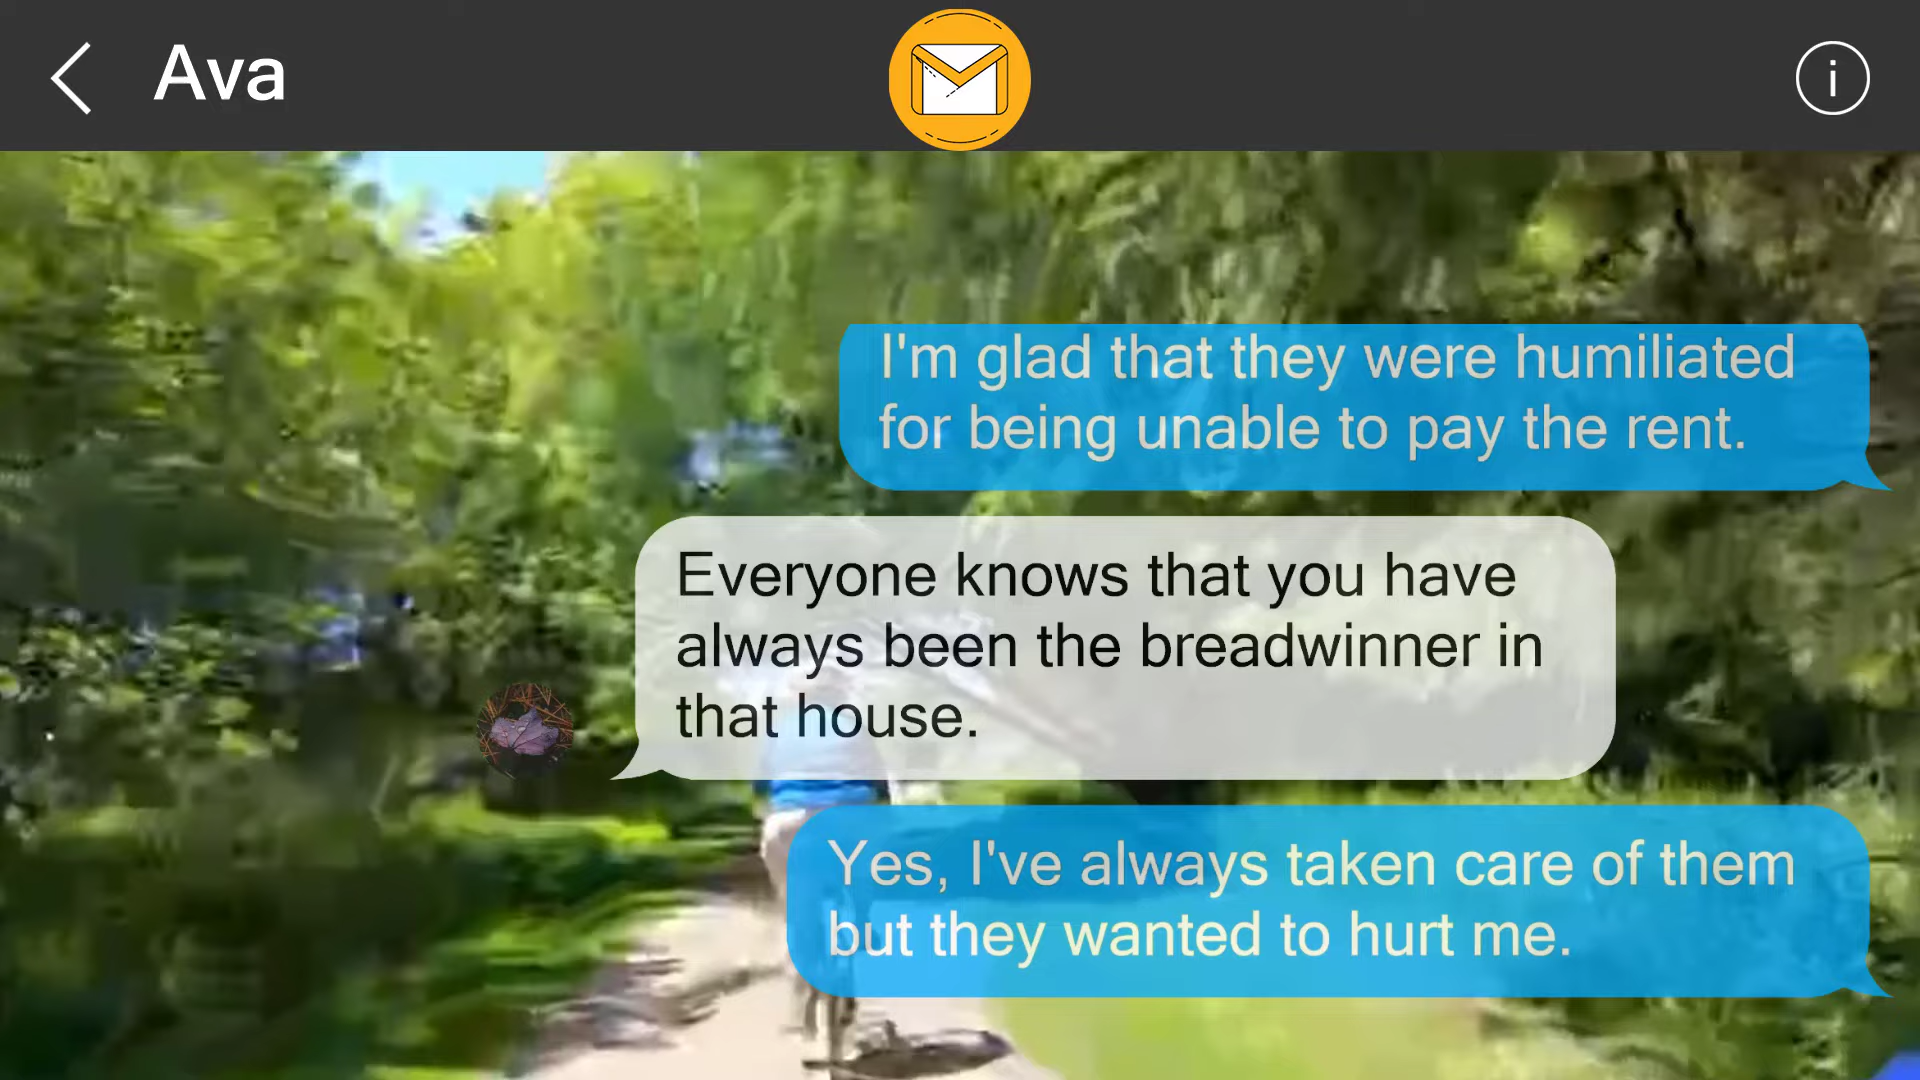 Ava
I'm glad that they were humiliated
for being unable to pay the rent.
Everyone knows that you have
always been the breadwinner in
that house.
Yes, I've always taken care of them
but they wanted to hurt me.